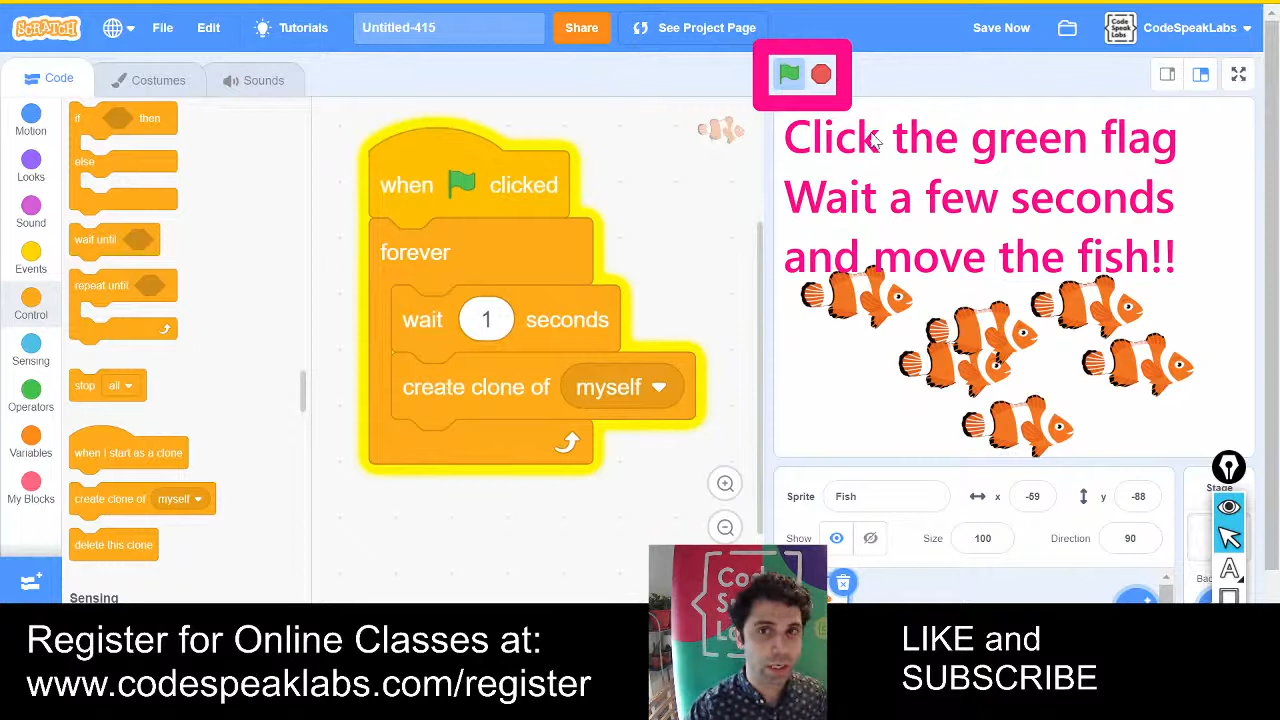 SCRATCH
File
Edit
Tutorials
Untitled-415
Share
See Project Page
Save Now
Code Speak Labs
CodeSpeakLabs
Code
Costumes
Sounds
Motion
Looks
Sound
Events
Control
Sensing
Operators
Variables
My Blocks
if then
else
wait until
repeat until
stop all
when I start as a clone
create clone of myself
delete this clone
Sensing
when clicked
forever
wait 1 seconds
create clone of myself
Click the green flag
Wait a few seconds
and move the fish!!
Sprite Fish x -59 y -88
Show Size 100 Direction 90
Stage
A
Register for Online Classes at:
www.codespeaklabs.com/register
LIKE and
SUBSCRIBE